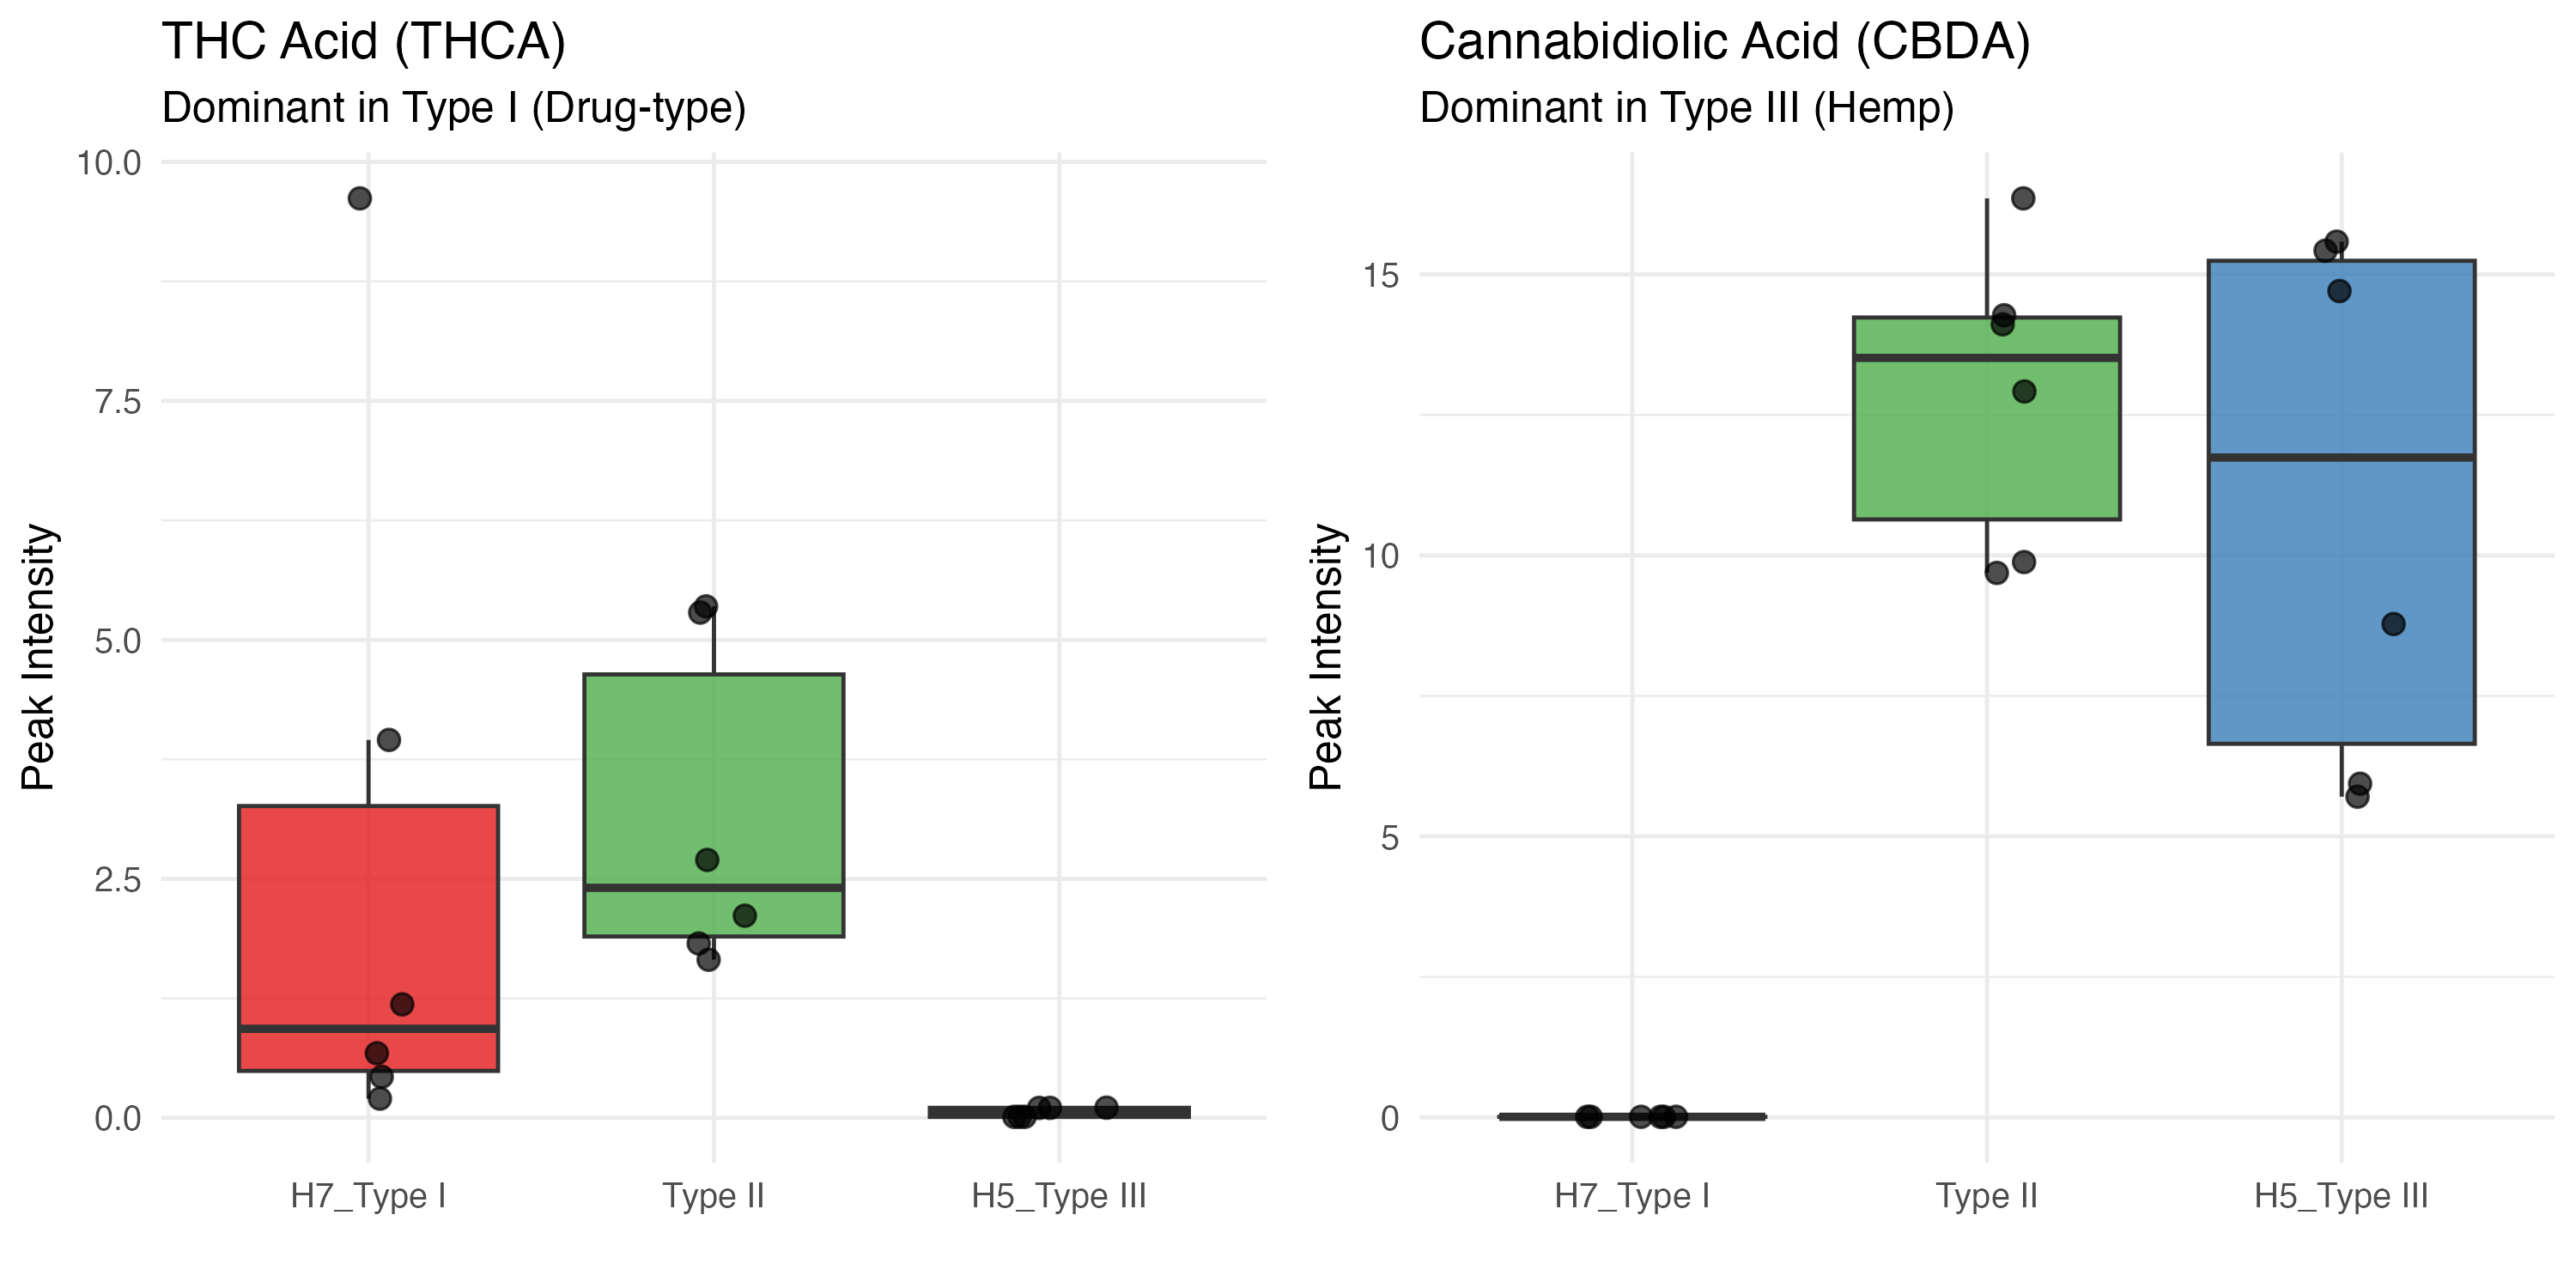 THC Acid (THCA)
Dominant in Type I (Drug-type)
Peak Intensity
10.0
7.5
5.0
2.5
0.0
H7_Type I
Type II
H5_Type III
Cannabidiolic Acid (CBDA)
Dominant in Type III (Hemp)
Peak Intensity
15
10
5
0
H7_Type I
Type II
H5_Type III